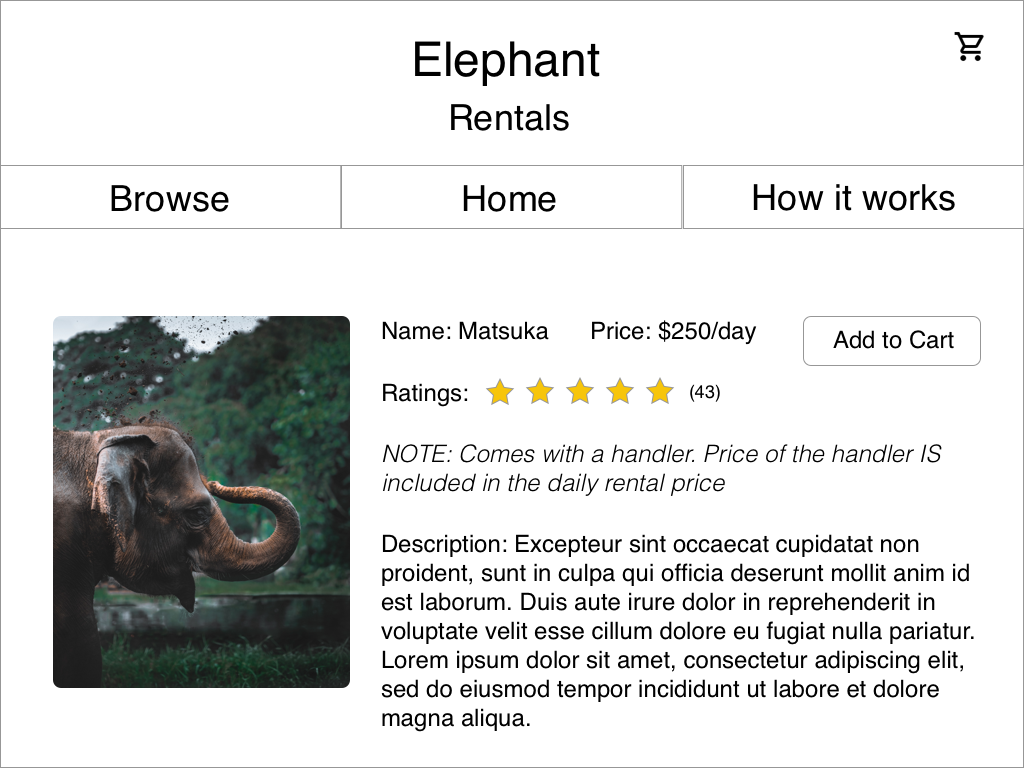 Elephant
Rentals
Browse
Home
How it works
Name: Matsuka
Price: $250/day
Add to Cart
Ratings:
(43)
NOTE: Comes with a handler. Price of the handler IS
included in the daily rental price
Description: Excepteur sint occaecat cupidatat non
proident, sunt in culpa qui officia deserunt mollit anim id
est laborum. Duis aute irure dolor in reprehenderit in
voluptate velit esse cillum dolore eu fugiat nulla pariatur.
Lorem ipsum dolor sit amet, consectetur adipiscing elit,
sed do eiusmod tempor incididunt ut labore et dolore
magna aliqua.